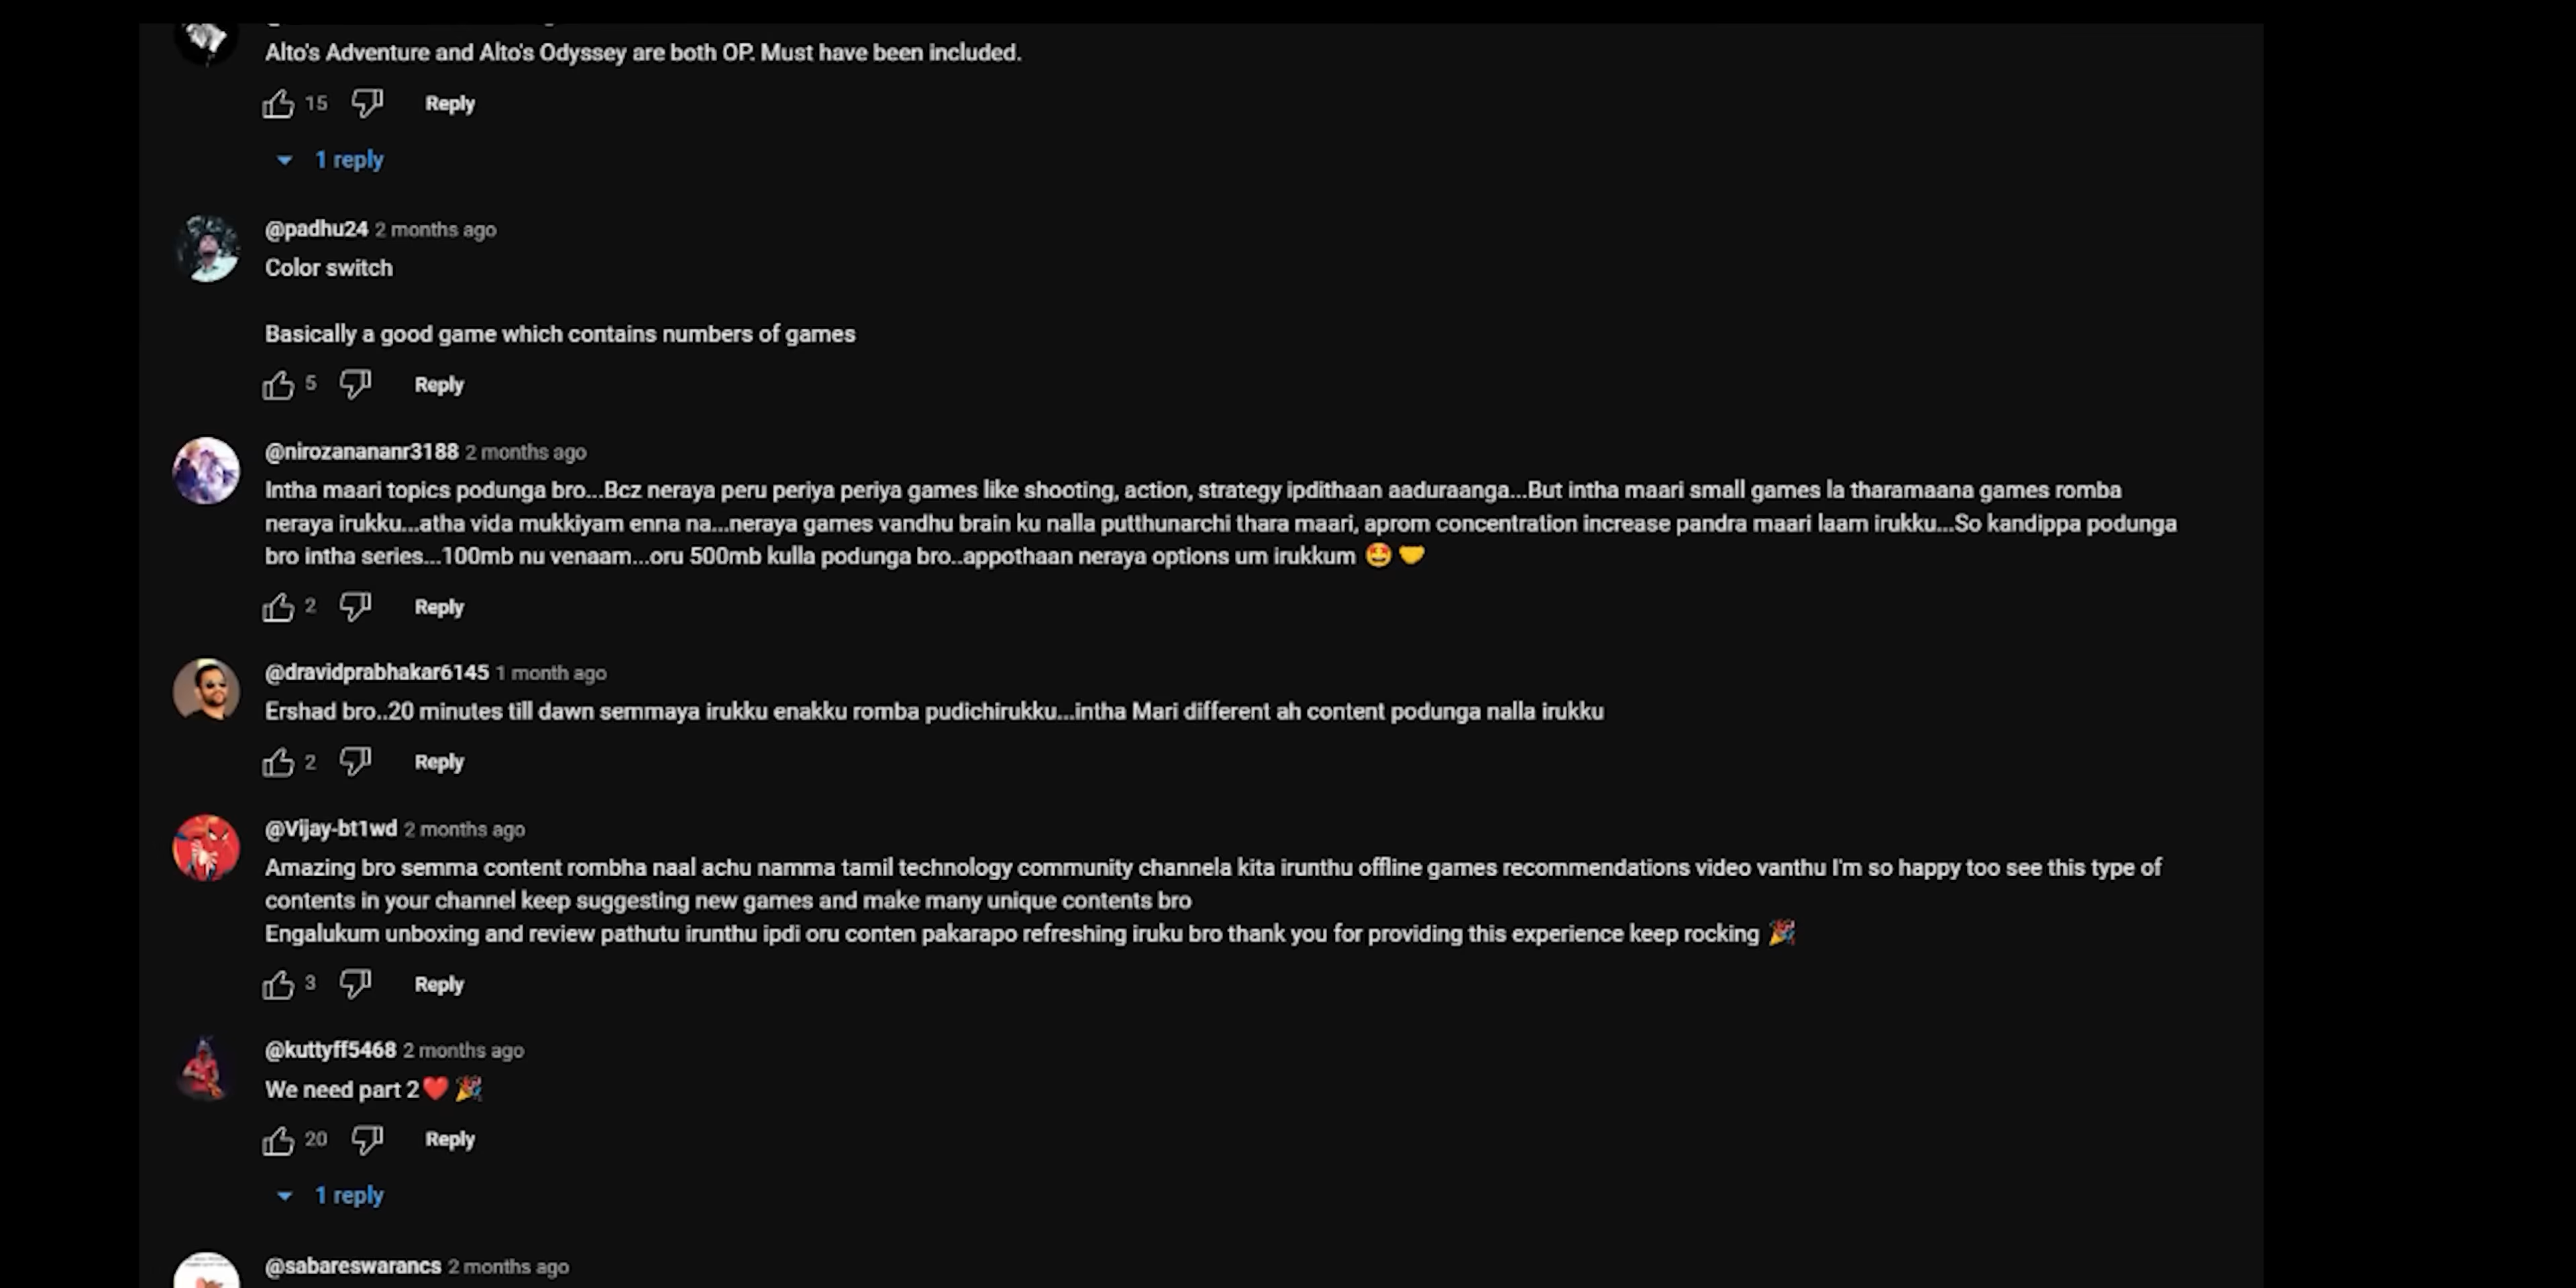 Alto's Adventure and Alto's Odyssey are both OP. Must have been included.
15 Reply
1 reply
@padhu24 2 months ago
Color switch
Basically a good game which contains numbers of games
5 Reply
@nirozanananr3188 2 months ago
Intha maari topics podunga bro...Bcz neraya peru periya periya games like shooting, action, strategy ipdithaan aaduraanga...But intha maari small games la tharamaana games romba
neraya irukku...atha vida mukkiyam enna na...neraya games vandhu brain ku nalla putthunarchi thara maari, aprom concentration increase pandra maari laam irukku...So kandippa podunga
bro intha series...100mb nu venaam...oru 500mb kulla podunga bro..appothaan neraya options um irukkum 🤩 🤝
2 Reply
@dravidprabhakar6145 1 month ago
Ershad bro..20 minutes till dawn semmaya irukku enakku romba pudichirukku...intha Mari different ah content podunga nalla irukku
2 Reply
@Vijay-bt1wd 2 months ago
Amazing bro semma content rombha naal achu namma tamil technology community channela kita irunthu offline games recommendations video vanthu I'm so happy too see this type of
contents in your channel keep suggesting new games and make many unique contents bro
Engalukum unboxing and review pathutu irunthu ipdi oru conten pakarapo refreshing iruku bro thank you for providing this experience keep rocking 🎉
3 Reply
@kuttyff5468 2 months ago
We need part 2❤️ 🎉
20 Reply
1 reply
@sabareswarancs 2 months ago